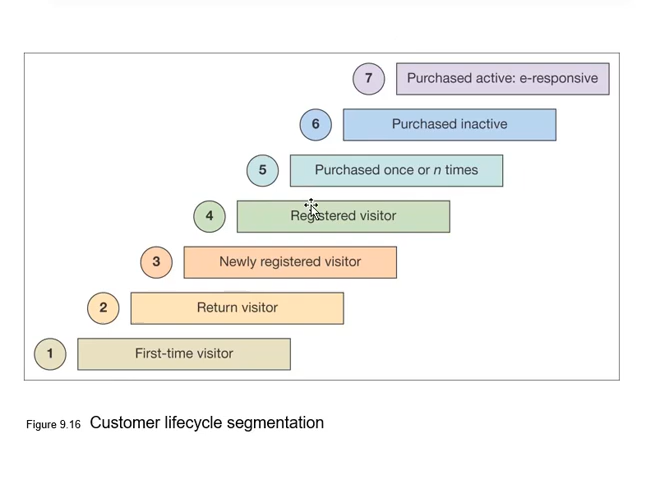 7 Purchased active: e-responsive
6 Purchased inactive
5 Purchased once or n times
4 Registered visitor
3 Newly registered visitor
2 Return visitor
1 First-time visitor
Figure 9.16 Customer lifecycle segmentation